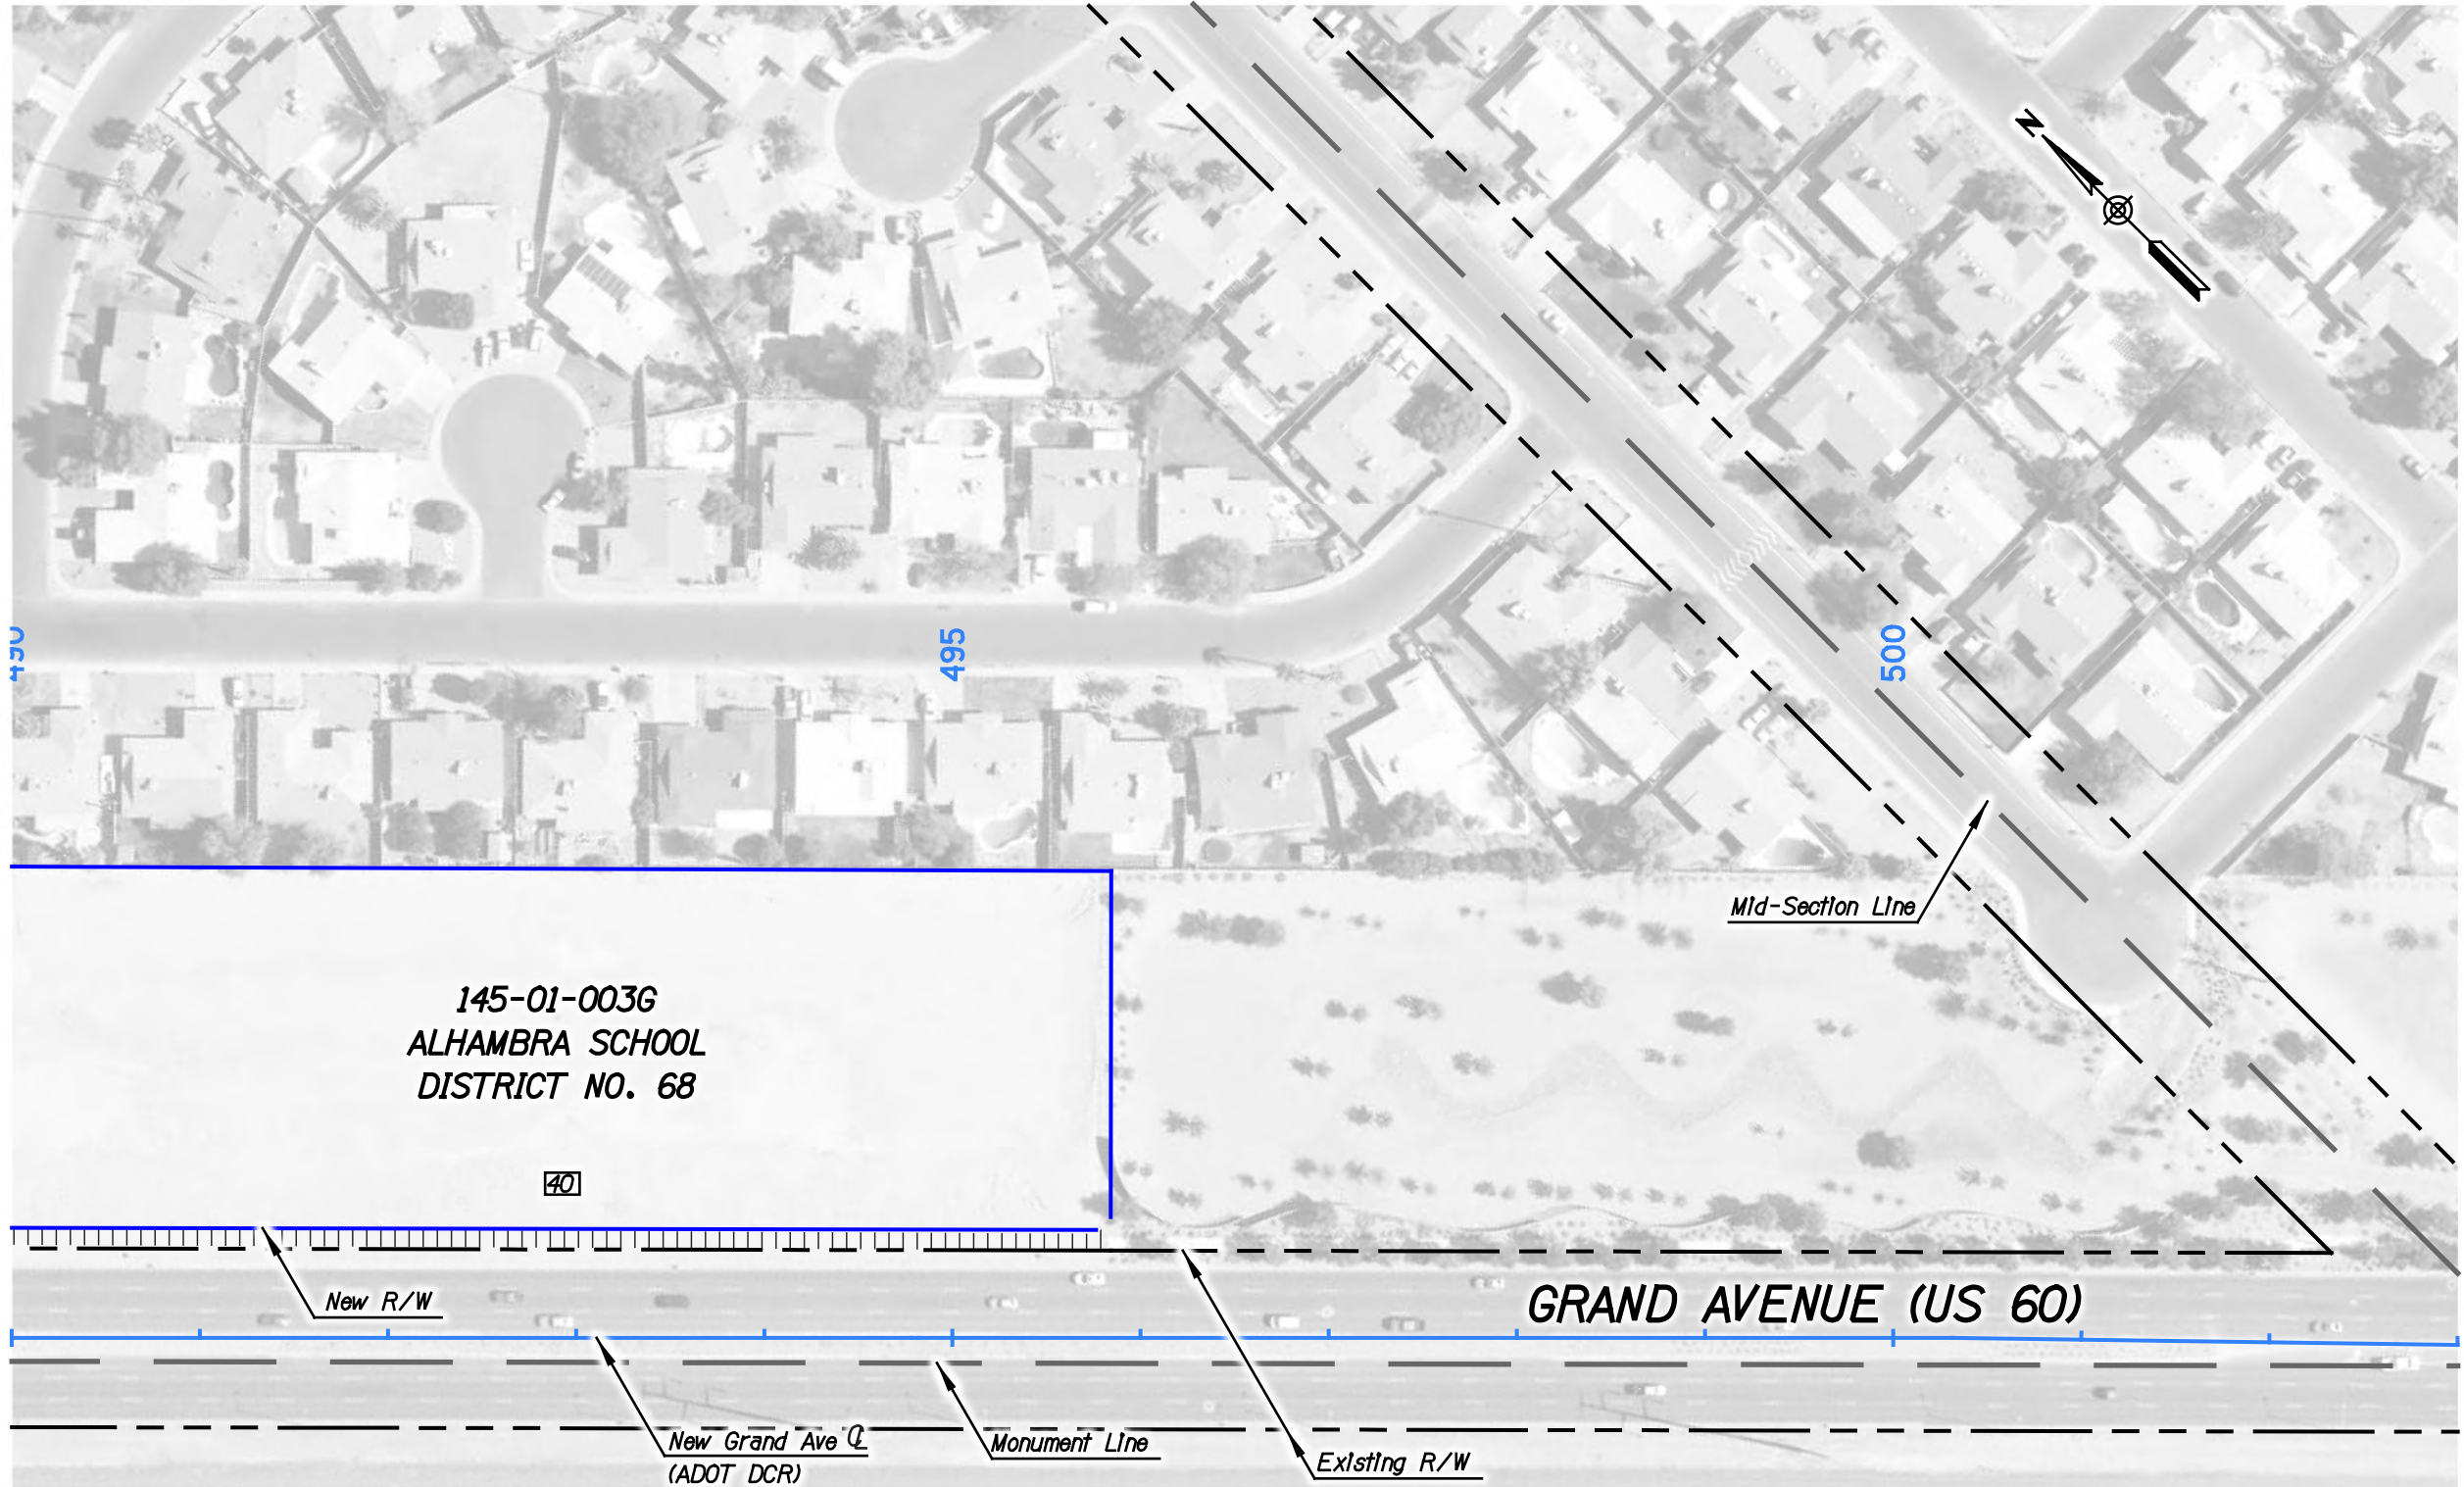 N
490
495
500
Mid-Section Line
145-01-003G
ALHAMBRA SCHOOL
DISTRICT NO. 68
40
New R/W
GRAND AVENUE (US 60)
New Grand Ave ℄
(ADOT DCR)
Monument Line
Existing R/W